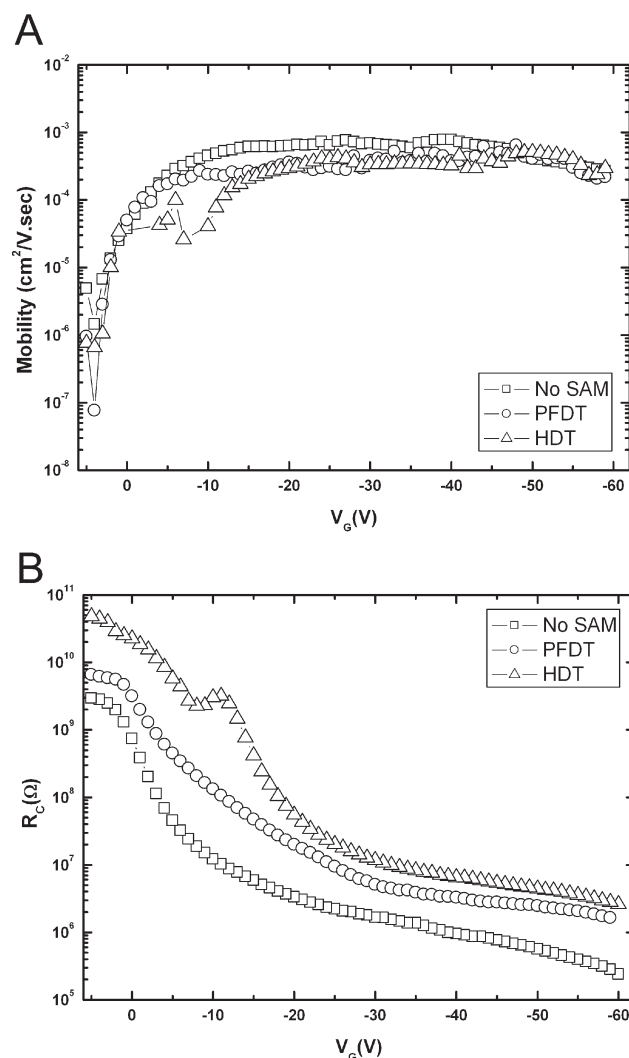 A
Mobility (cm²/V.sec)
10⁻²
10⁻³
10⁻⁴
10⁻⁵
10⁻⁶
10⁻⁷
10⁻⁸
No SAM
PFDT
HDT
0 -10 -20 -30 -40 -50 -60
V_G(V)
B
R_C(Ω)
10¹¹
10¹⁰
10⁹
10⁸
10⁷
10⁶
10⁵
No SAM
PFDT
HDT
0 -10 -20 -30 -40 -50 -60
V_G(V)